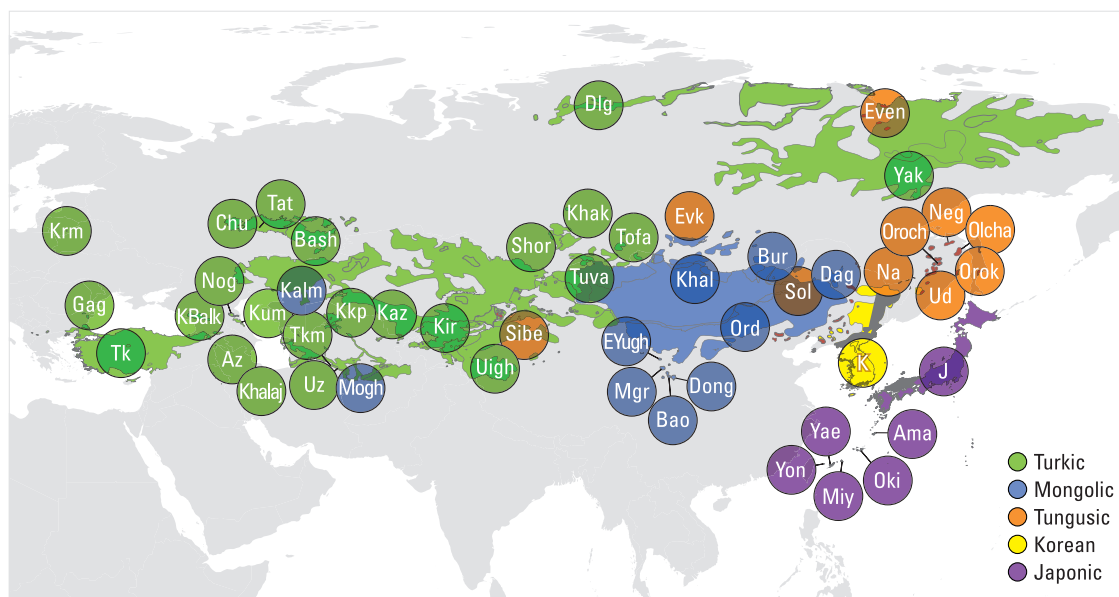 Dlg
Even
Yak
Tat
Chu
Bash
Krm
Khak
Shor
Tofa
Evk
Neg
Oroch
Olcha
Nog
Kalm
Tuva
Khal
Bur
Sol
Dag
Na
Orok
Ud
Gag
KBalk
Kum
Kkp
Kaz
Kir
Sibe
EYugh
Ord
Tk
Az
Tkm
Uigh
K
J
Khalaj
Uz
Mogh
Mgr
Bao
Dong
Yae
Ama
Yon
Miy
Oki
Turkic
Mongolic
Tungusic
Korean
Japonic